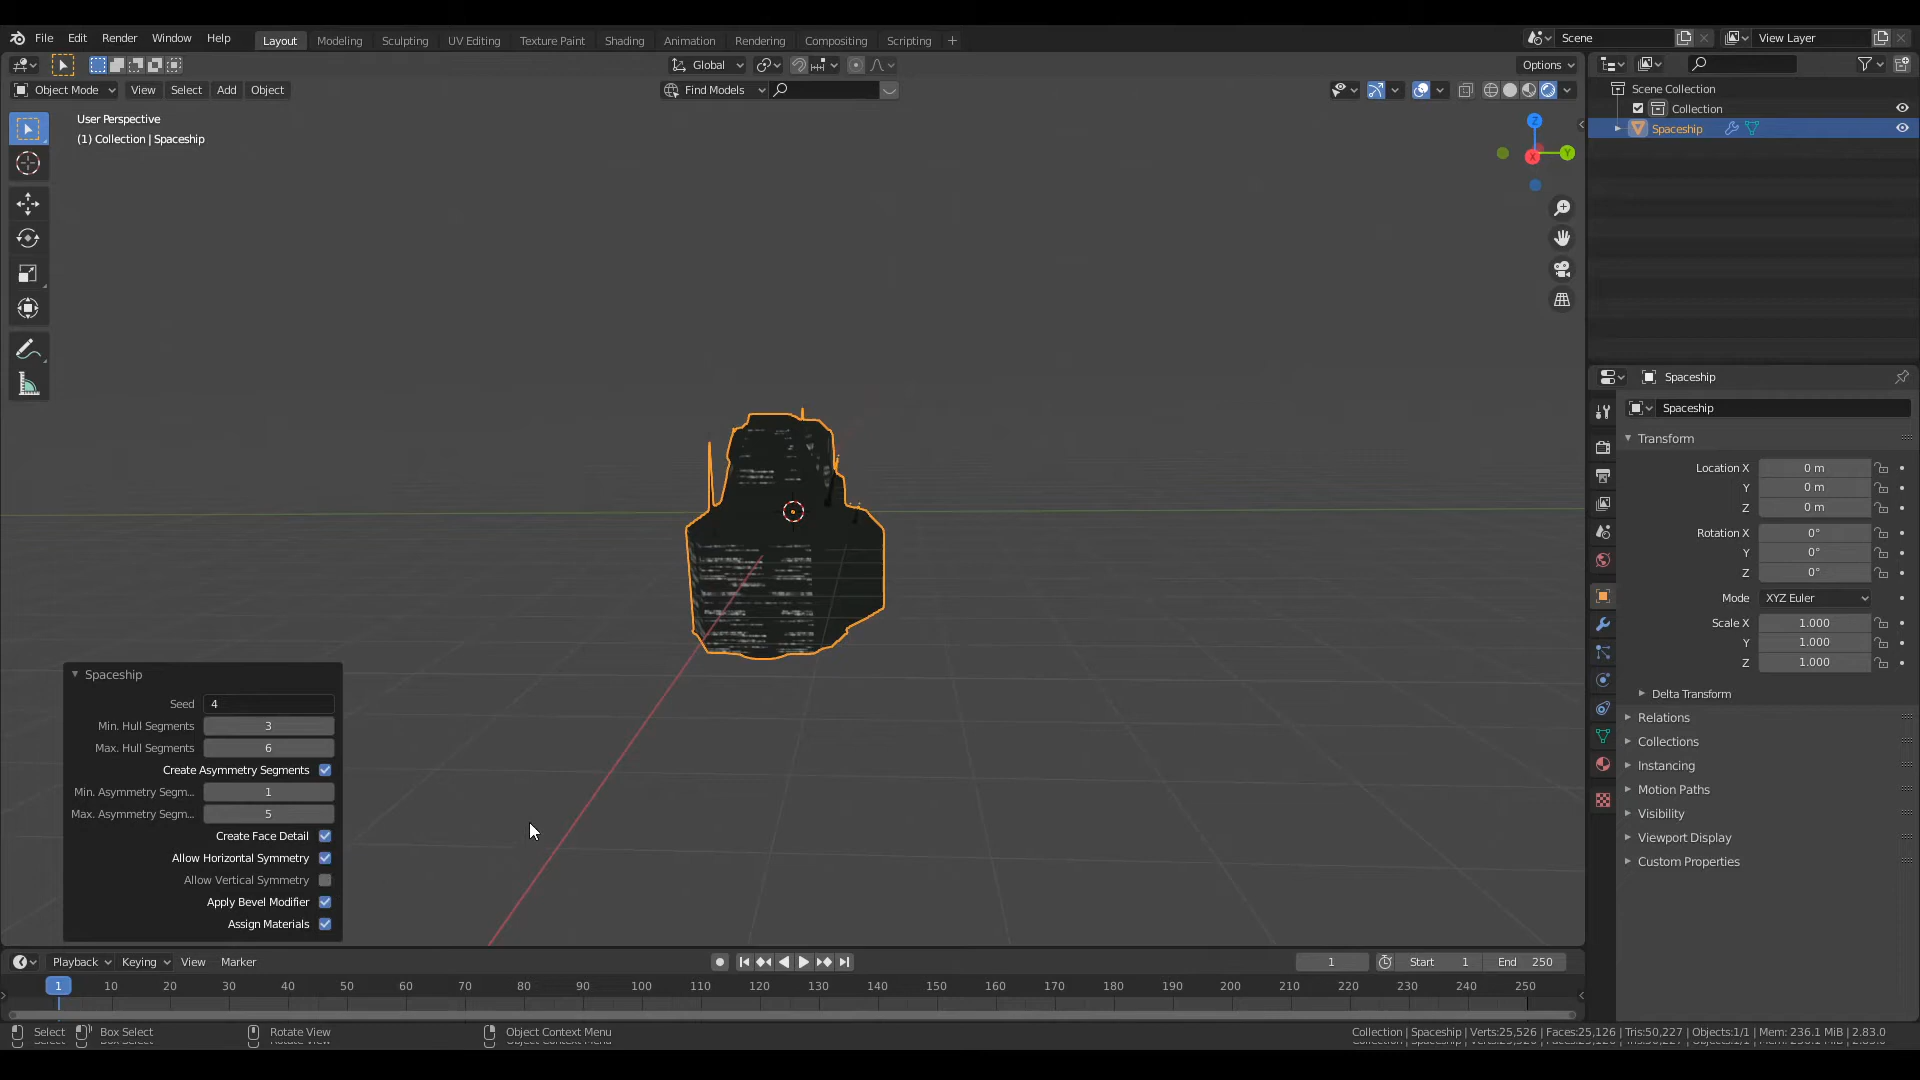 File Edit Render Window Help Layout Modeling Sculpting UV Editing Texture Paint Shading Animation Rendering Compositing Scripting + Scene View Layer
Global Options
Object Mode View Select Add Object Find Models
User Perspective
(1) Collection | Spaceship
Scene Collection
Collection
Spaceship
Z
Y
X
Spaceship
Spaceship
Transform
Location X 0 m
Y 0 m
Z 0 m
Rotation X 0°
Y 0°
Z 0°
Mode XYZ Euler
Scale X 1.000
Y 1.000
Z 1.000
Delta Transform
Relations
Collections
Instancing
Motion Paths
Visibility
Viewport Display
Custom Properties
Spaceship
Seed 4
Min. Hull Segments 3
Max. Hull Segments 6
Create Asymmetry Segments
Min. Asymmetry Segm... 1
Max. Asymmetry Segm... 5
Create Face Detail
Allow Horizontal Symmetry
Allow Vertical Symmetry
Apply Bevel Modifier
Assign Materials
Playback Keying View Marker 1 Start 1 End 250
1 10 20 30 40 50 60 70 80 90 100 110 120 130 140 150 160 170 180 190 200 210 220 230 240 250
Select Box Select Rotate View Object Context Menu Collection | Spaceship | Verts:25,526 | Faces:25,126 | Tris:50,227 | Objects:1/1 | Mem: 236.1 MiB | 2.83.0